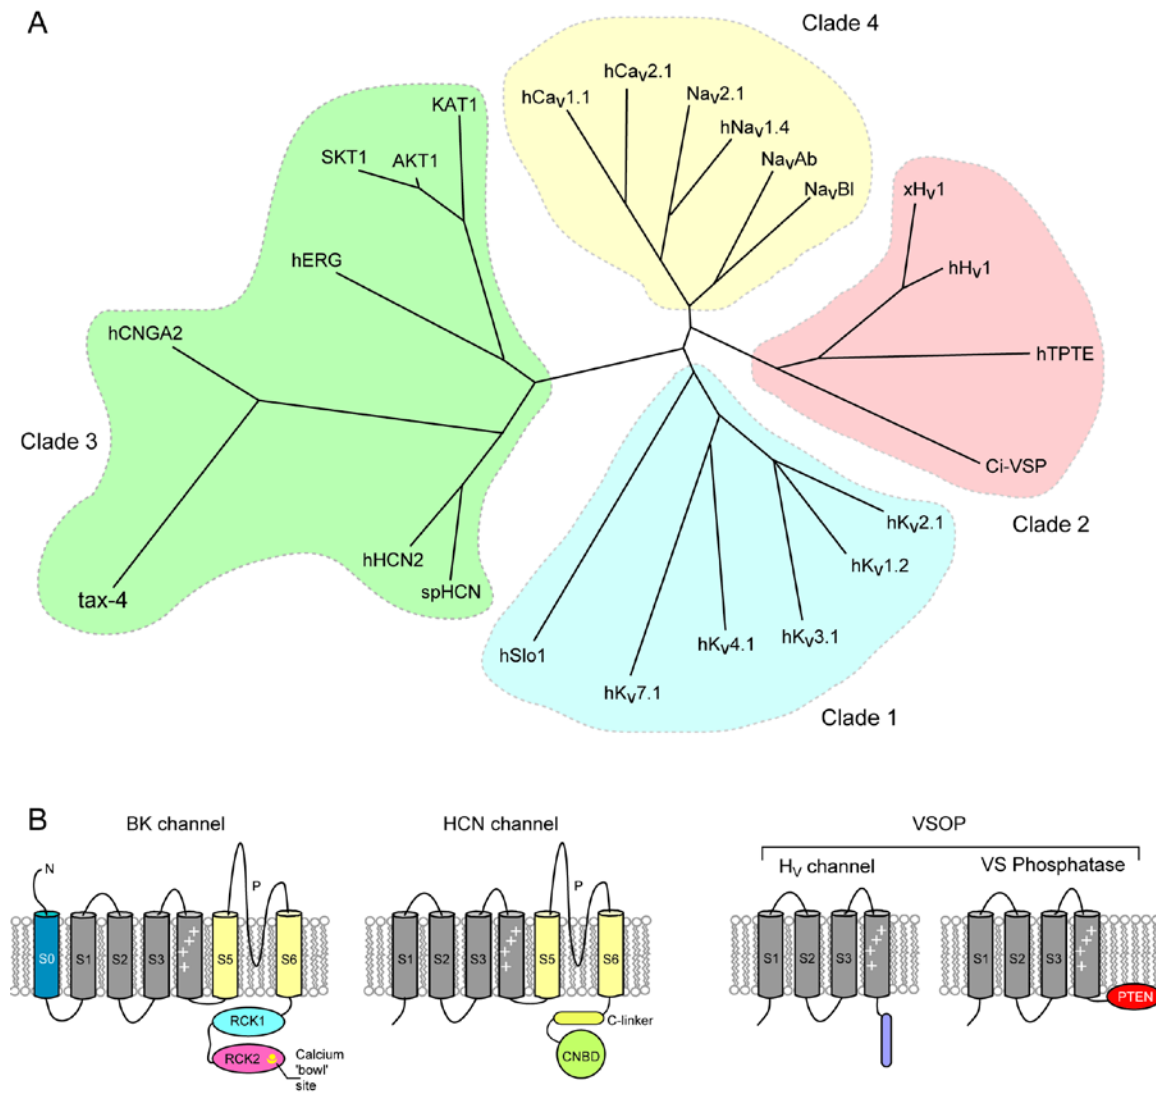 A
Clade 4
hCav2.1
hCav1.1
KAT1
Nav2.1
hNav1.4
SKT1
AKT1
NavAb
NavBl
xHv1
hERG
hHv1
hCNGA2
hTPTE
Clade 3
Ci-VSP
hKv2.1
Clade 2
hHCN2
hKv1.2
spHCN
tax-4
hKv4.1
hKv3.1
hSlo1
hKv7.1
Clade 1
B
BK channel
HCN channel
VSOP
Hv channel
VS Phosphatase
N
P
S0
S1
S2
S3
++++
S5
S6
RCK1
RCK2
Calcium
'bowl'
site
P
S1
S2
S3
++++
S5
S6
C-linker
CNBD
S1
S2
S3
++++
S1
S2
S3
++++
PTEN